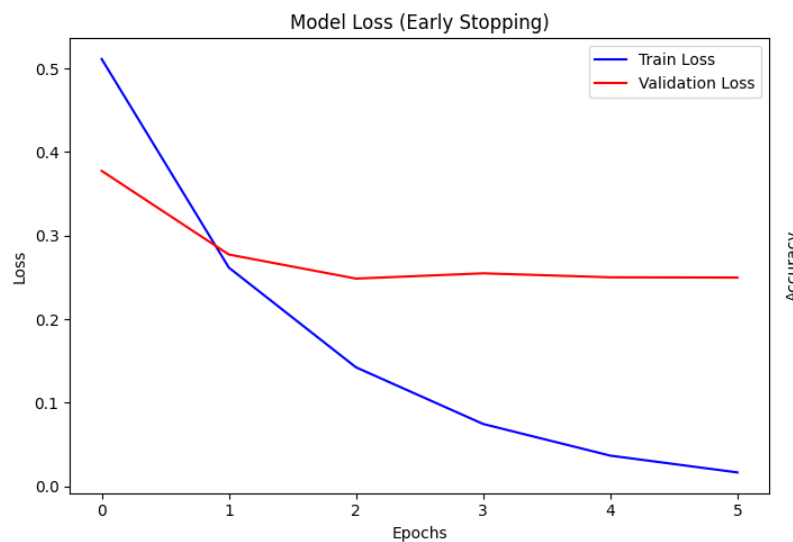 Model Loss (Early Stopping)
Train Loss
Validation Loss
Loss
0.5
0.4
0.3
0.2
0.1
0.0
0 1 2 3 4 5
Epochs
Accuracy